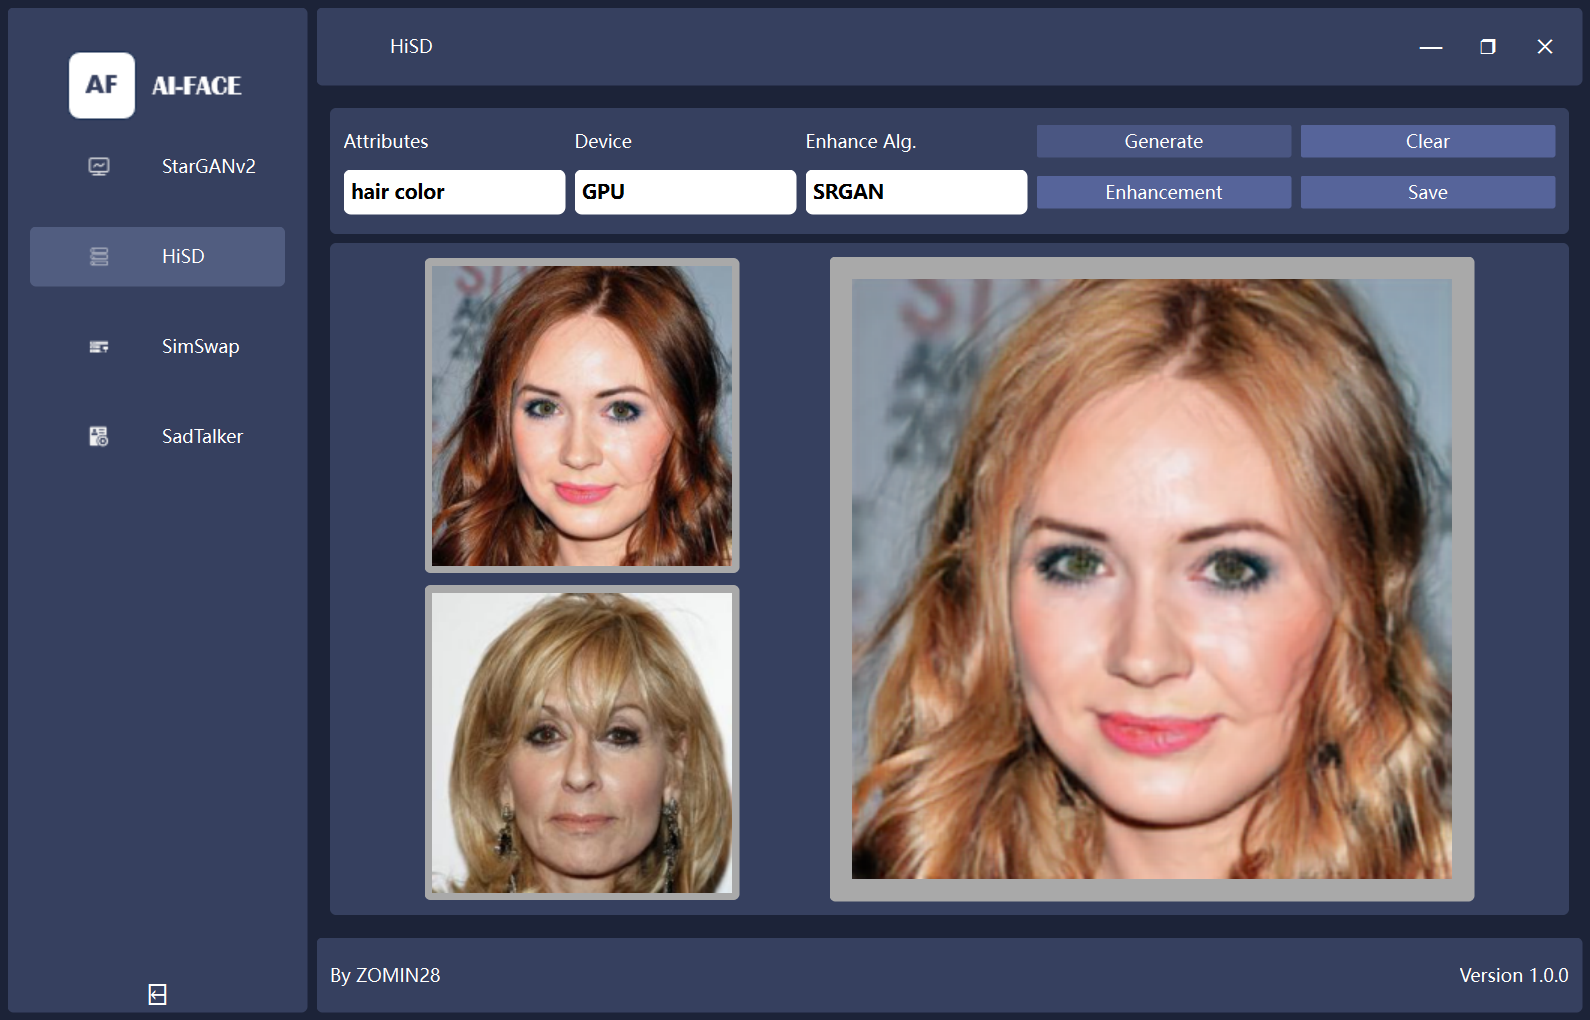 AF
AI-FACE
StarGANv2
HiSD
SimSwap
SadTalker
HiSD
Attributes
Device
Enhance Alg.
Generate
Clear
hair color
GPU
SRGAN
Enhancement
Save
By ZOMIN28
Version 1.0.0